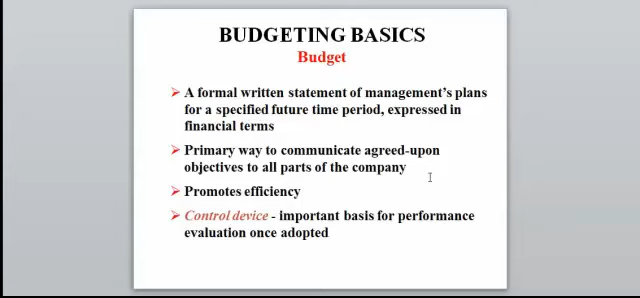 BUDGETING BASICS
Budget
➢ A formal written statement of management's plans
for a specified future time period, expressed in
financial terms
➢ Primary way to communicate agreed-upon
objectives to all parts of the company
➢ Promotes efficiency
➢ Control device - important basis for performance
evaluation once adopted